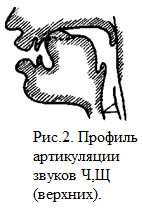 Рис.2. Профиль
артикуляции
звуков Ч,Щ
(верхних).